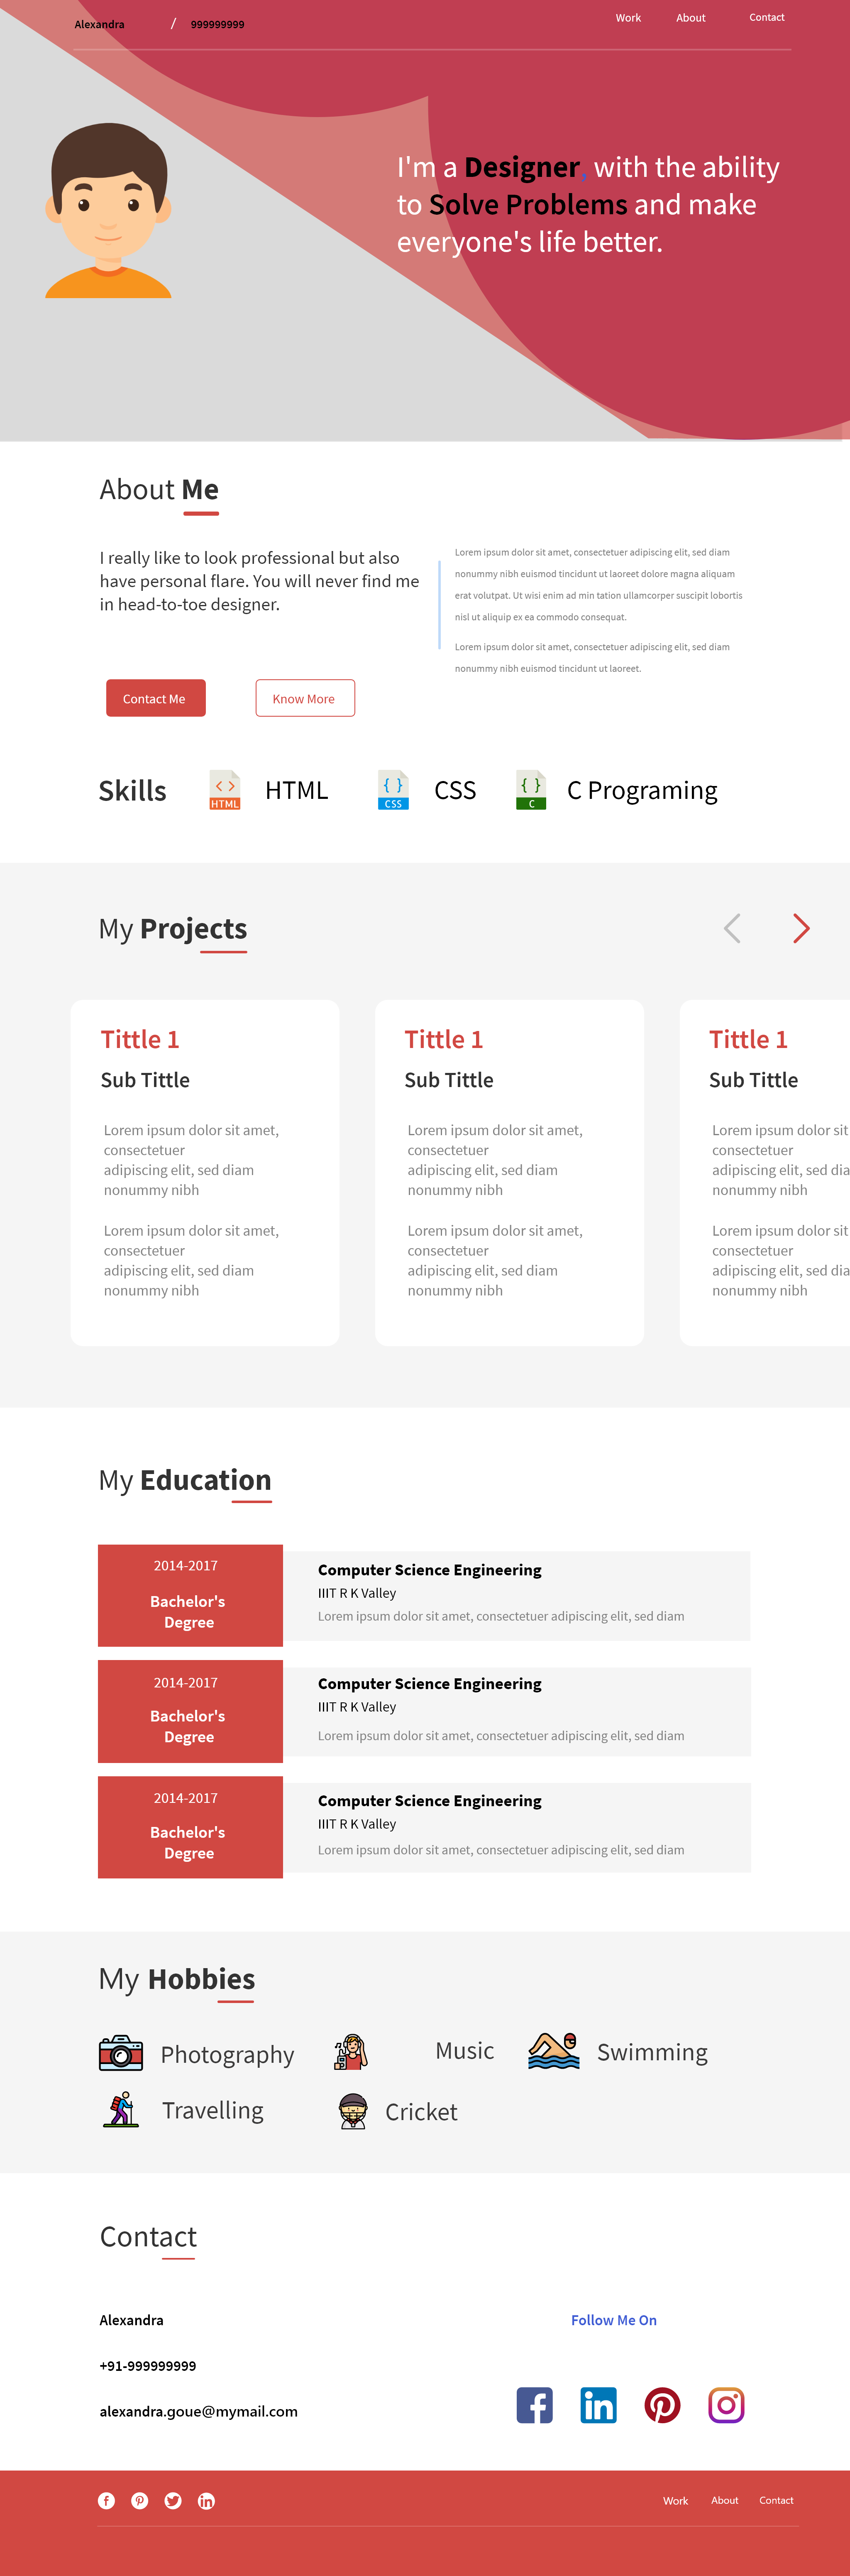 Alexandra / 999999999
Work About Contact
I'm a Designer, with the ability
to Solve Problems and make
everyone's life better.
About Me
I really like to look professional but also
have personal flare. You will never find me
in head-to-toe designer.
Lorem ipsum dolor sit amet, consectetuer adipiscing elit, sed diam
nonummy nibh euismod tincidunt ut laoreet dolore magna aliquam
erat volutpat. Ut wisi enim ad min tation ullamcorper suscipit lobortis
nisl ut aliquip ex ea commodo consequat.
Lorem ipsum dolor sit amet, consectetuer adipiscing elit, sed diam
nonummy nibh euismod tincidunt ut laoreet.
Contact Me
Know More
Skills
HTML
HTML
CSS
CSS
C
C Programing
My Projects
Tittle 1
Sub Tittle
Lorem ipsum dolor sit amet,
consectetuer
adipiscing elit, sed diam
nonummy nibh
Lorem ipsum dolor sit amet,
consectetuer
adipiscing elit, sed diam
nonummy nibh
Tittle 1
Sub Tittle
Lorem ipsum dolor sit amet,
consectetuer
adipiscing elit, sed diam
nonummy nibh
Lorem ipsum dolor sit amet,
consectetuer
adipiscing elit, sed diam
nonummy nibh
Tittle 1
Sub Tittle
Lorem ipsum dolor sit
consectetuer
adipiscing elit, sed dia
nonummy nibh
Lorem ipsum dolor sit
consectetuer
adipiscing elit, sed dia
nonummy nibh
My Education
2014-2017
Bachelor's
Degree
Computer Science Engineering
IIIT R K Valley
Lorem ipsum dolor sit amet, consectetuer adipiscing elit, sed diam
2014-2017
Bachelor's
Degree
Computer Science Engineering
IIIT R K Valley
Lorem ipsum dolor sit amet, consectetuer adipiscing elit, sed diam
2014-2017
Bachelor's
Degree
Computer Science Engineering
IIIT R K Valley
Lorem ipsum dolor sit amet, consectetuer adipiscing elit, sed diam
My Hobbies
Photography
Music
Swimming
Travelling
Cricket
Contact
Alexandra
+91-999999999
alexandra.goue@mymail.com
Follow Me On
Work About Contact